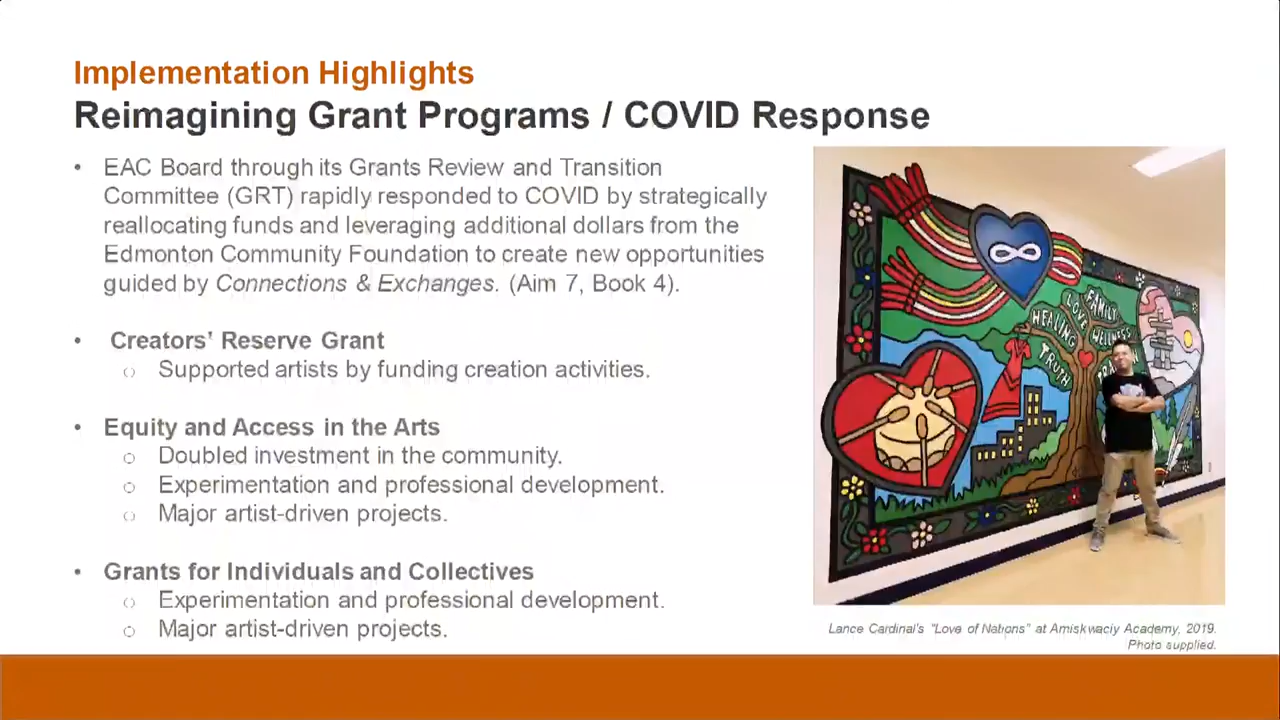 Implementation Highlights
Reimagining Grant Programs / COVID Response
• EAC Board through its Grants Review and Transition
Committee (GRT) rapidly responded to COVID by strategically
reallocating funds and leveraging additional dollars from the
Edmonton Community Foundation to create new opportunities
guided by Connections & Exchanges. (Aim 7, Book 4).
• Creators' Reserve Grant
○ Supported artists by funding creation activities.
• Equity and Access in the Arts
○ Doubled investment in the community.
○ Experimentation and professional development.
○ Major artist-driven projects.
• Grants for Individuals and Collectives
○ Experimentation and professional development.
○ Major artist-driven projects.
FAMILY
LOVE
HEALING
WELLNESS
TRUTH
Lance Cardinal's "Love of Nations" at Amiskwaciy Academy, 2019.
Photo supplied.